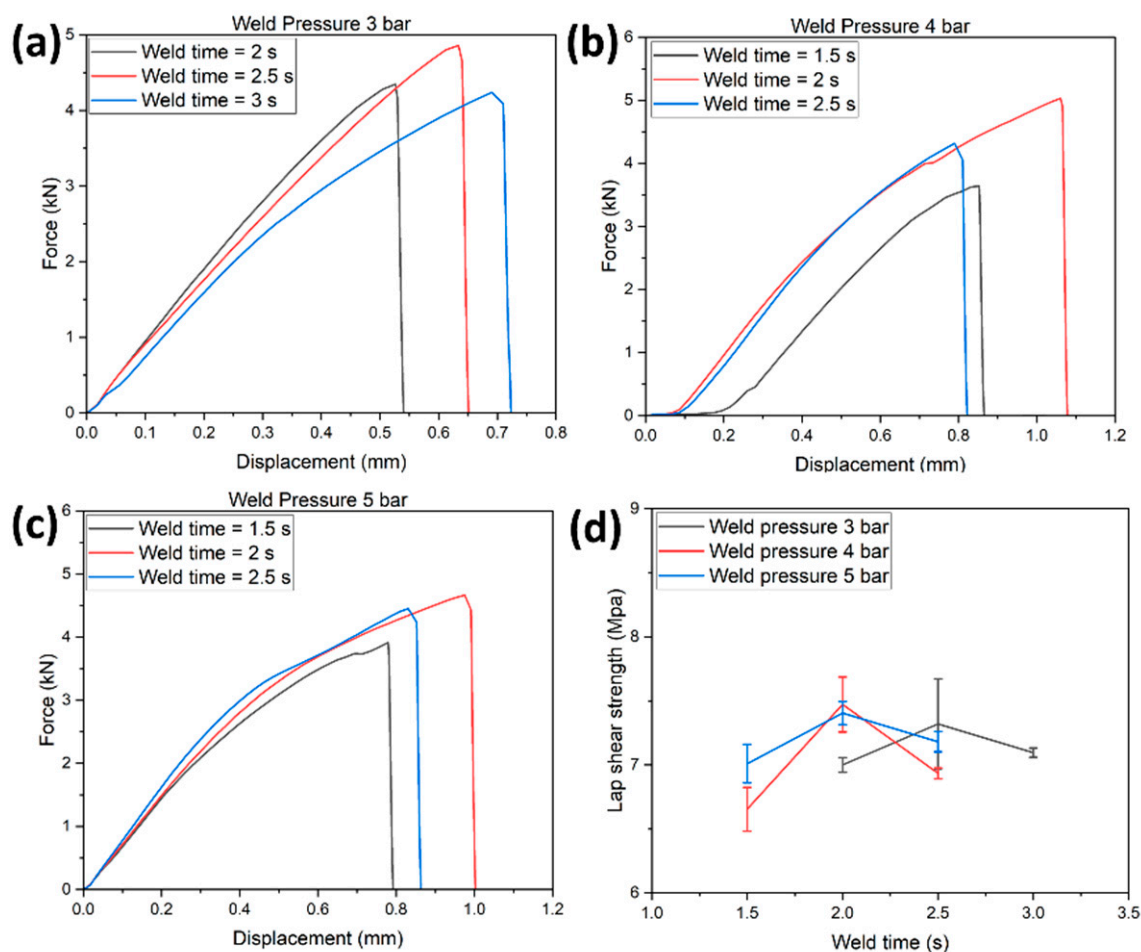 (a)
Weld Pressure 3 bar
Weld time = 2 s
Weld time = 2.5 s
Weld time = 3 s
5
4
3
2
1
0
Force (kN)
0.0 0.1 0.2 0.3 0.4 0.5 0.6 0.7 0.8
Displacement (mm)
(b)
Weld Pressure 4 bar
Weld time = 1.5 s
Weld time = 2 s
Weld time = 2.5 s
6
5
4
3
2
1
0
Force (kN)
0.0 0.2 0.4 0.6 0.8 1.0 1.2
Displacement (mm)
(c)
Weld Pressure 5 bar
Weld time = 1.5 s
Weld time = 2 s
Weld time = 2.5 s
6
5
4
3
2
1
0
Force (kN)
0.0 0.2 0.4 0.6 0.8 1.0 1.2
Displacement (mm)
(d)
Weld pressure 3 bar
Weld pressure 4 bar
Weld pressure 5 bar
9
8
7
6
Lap shear strength (Mpa)
1.0 1.5 2.0 2.5 3.0 3.5
Weld time (s)